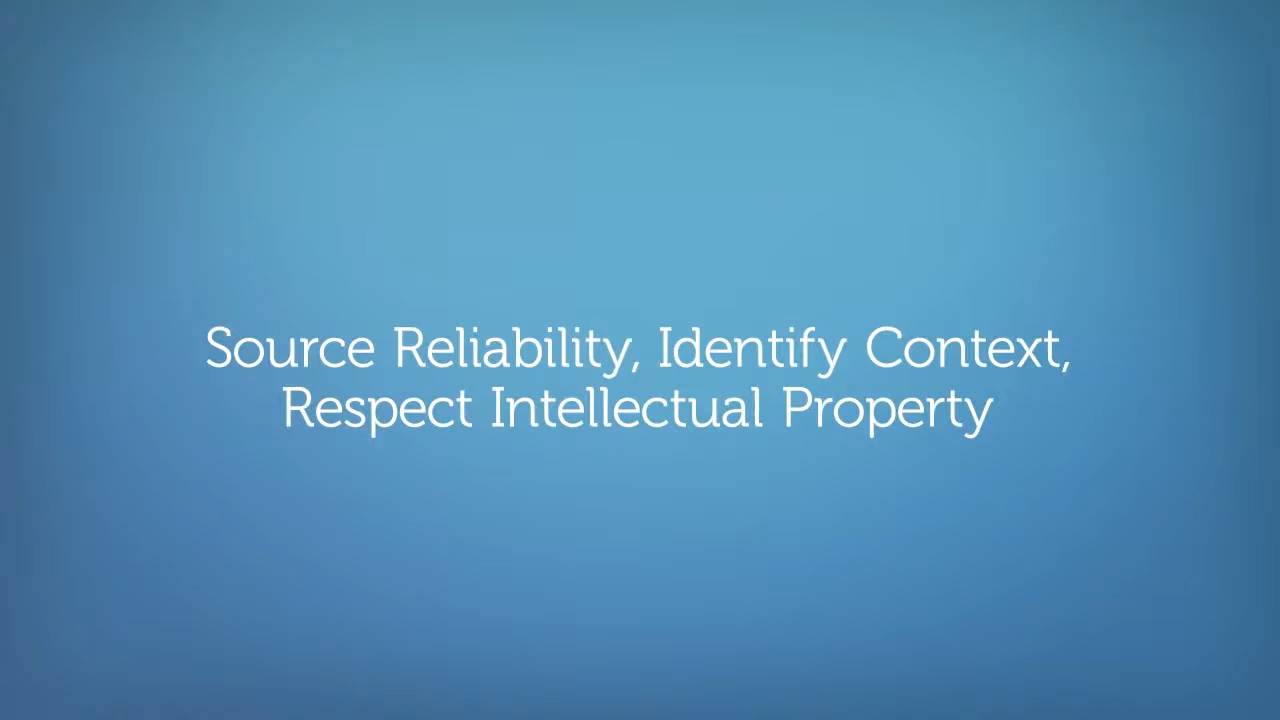 Source Reliability, Identify Context,
Respect Intellectual Property